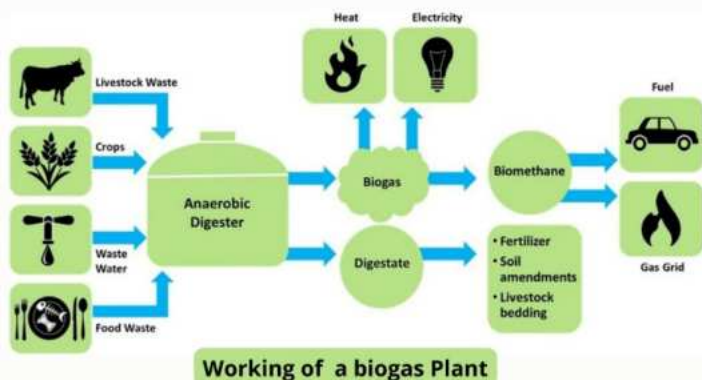 Heat
Electricity
Livestock Waste
Fuel
Crops
Biogas
Biomethane
Anaerobic
Digester
Waste
Water
Digestate
• Fertilizer
• Soil
amendments
• Livestock
bedding
Gas Grid
Food Waste
Working of a biogas Plant